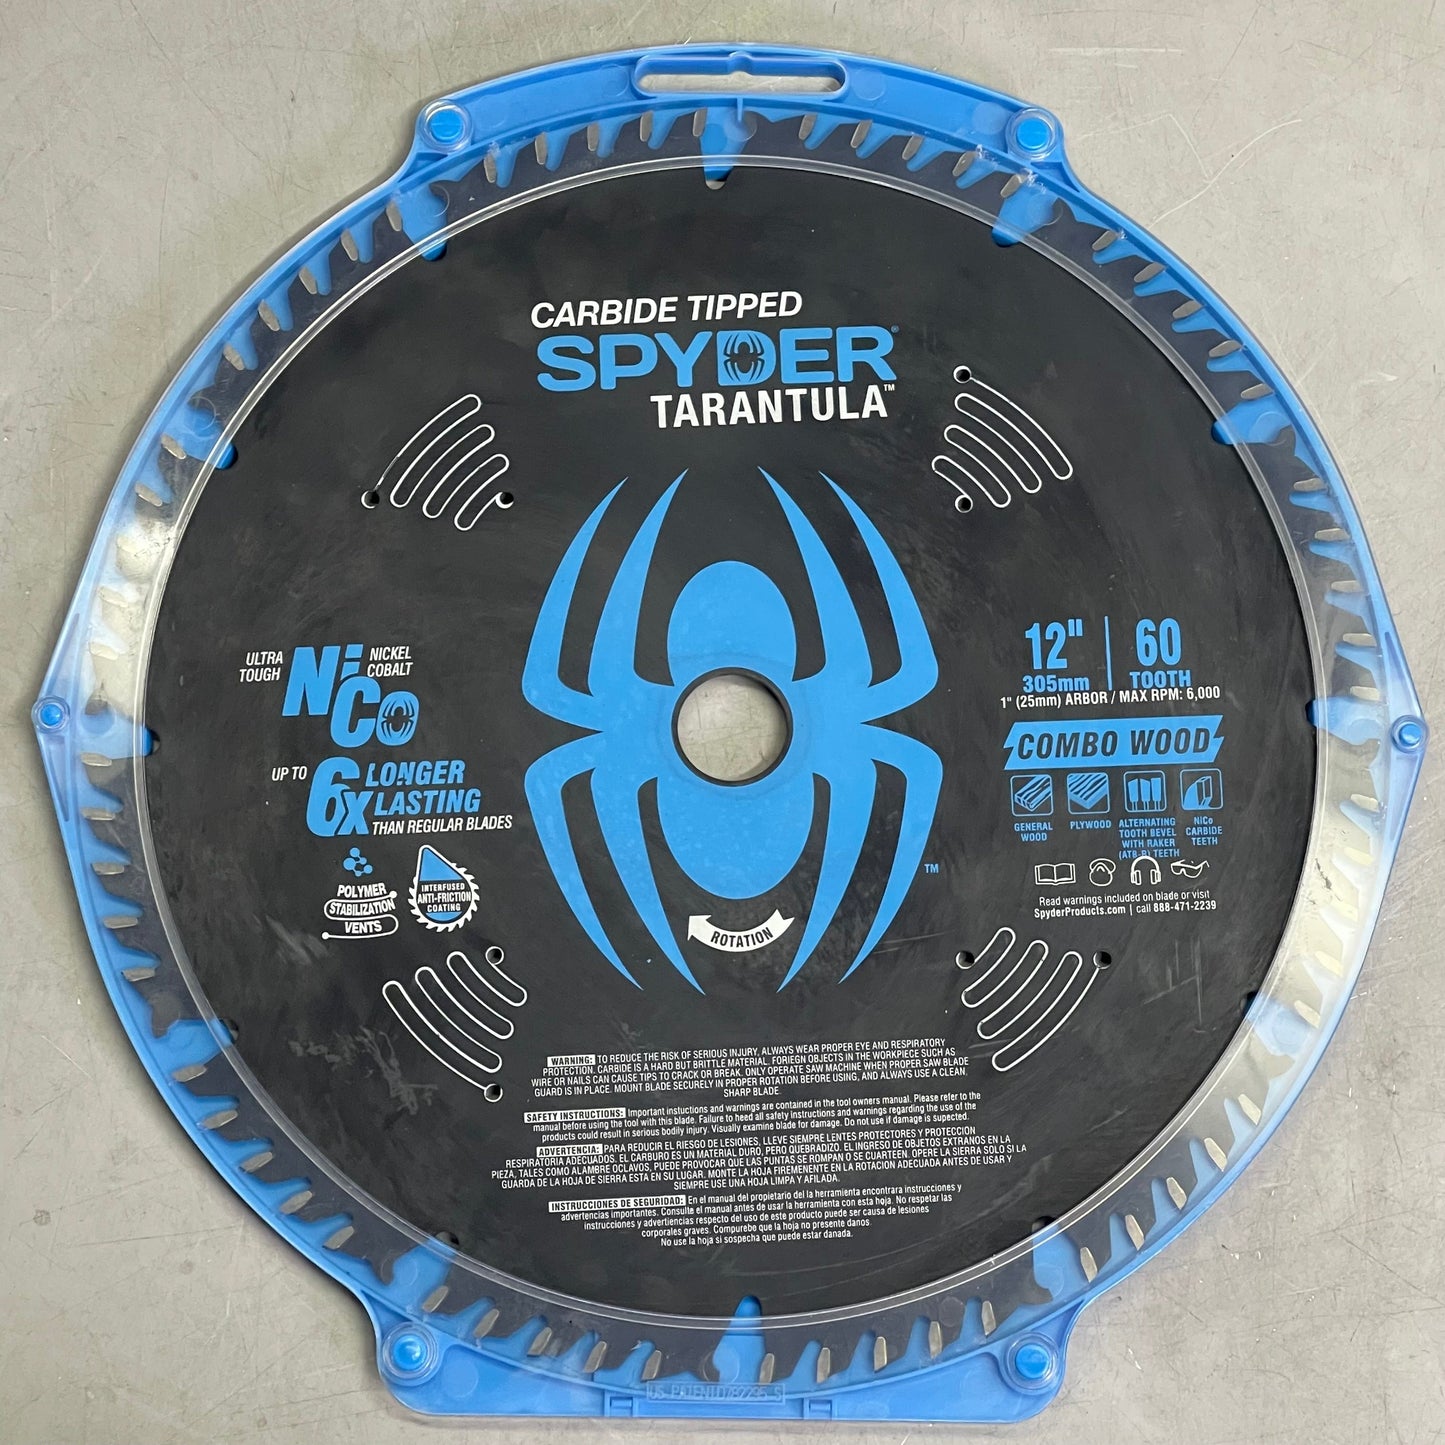 CARBIDE TIPPED
SPYDER®
TARANTULA™
ULTRA TOUGH
NiCo
NICKEL COBALT
UP TO
6X LONGER LASTING
THAN REGULAR BLADES
POLYMER
STABILIZATION
VENTS
INTERFUSED
ANTI-FRICTION
COATING
12" 60
305mm TOOTH
1" (25mm) ARBOR / MAX RPM: 6,000
COMBO WOOD
GENERAL WOOD
PLYWOOD
ALTERNATING TOOTH BEVEL WITH RAKER (ATB-R) TEETH
NiCo CARBIDE TEETH
Read warnings included on blade or visit
SpyderProducts.com | call 888-471-2239
TM
ROTATION
WARNING: TO REDUCE THE RISK OF SERIOUS INJURY, ALWAYS WEAR PROPER EYE AND RESPIRATORY
PROTECTION. CARBIDE IS A HARD BUT BRITTLE MATERIAL. FORIEGN OBJECTS IN THE WORKPIECE SUCH AS
WIRE OR NAILS CAN CAUSE TIPS TO CRACK OR BREAK. ONLY OPERATE SAW MACHINE WHEN PROPER SAW BLADE
GUARD IS IN PLACE. MOUNT BLADE SECURELY IN PROPER ROTATION BEFORE USING, AND ALWAYS USE A CLEAN,
SHARP BLADE.
SAFETY INSTRUCTIONS: Important instuctions and warnings are contained in the tool owners manual. Please refer to the
manual before using the tool with this blade. Failure to heed all safety instructions and warnings regarding the use of the
products could result in serious bodily injury. Visually examine blade for damage. Do not use if damage is supected.
ADVERTENCIA: PARA REDUCIR EL RIESGO DE LESIONES, LLEVE SIEMPRE LENTES PROTECTORES Y PROTECCION
RESPIRATORIA ADECUADOS. EL CARBURO ES UN MATERIAL DURO, PERO QUEBRADIZO. EL INGRESO DE OBJETOS EXTRANOS EN LA
PIEZA, TALES COMO ALAMBRE OCLAVOS, PUEDE PROVOCAR QUE LAS PUNTAS SE ROMPAN O SE CUARTEEN. OPERE LA SIERRA SOLO SI LA
GUARDA DE LA HOJA DE SIERRA ESTA EN SU LUGAR. MONTE LA HOJA FIREMENENTE EN LA ROTACION ADECUADA ANTES DE USAR Y
SIEMPRE USE UNA HOJA LIMPA Y AFILADA.
INSTRUCCIONES DE SEGURIDAD: En el manual del propietario del la herramienta encontrara instrucciones y
advertencias importantes. Consulte el manual antes de usar la herramienta con esta hoja. No respetar las
instrucciones y advertiencias respecto del uso de este producto puede ser causa de lesiones
corporales graves. Compurebe que la hoja no presente danos
No use la hoja si sospecha que puede estar danada.